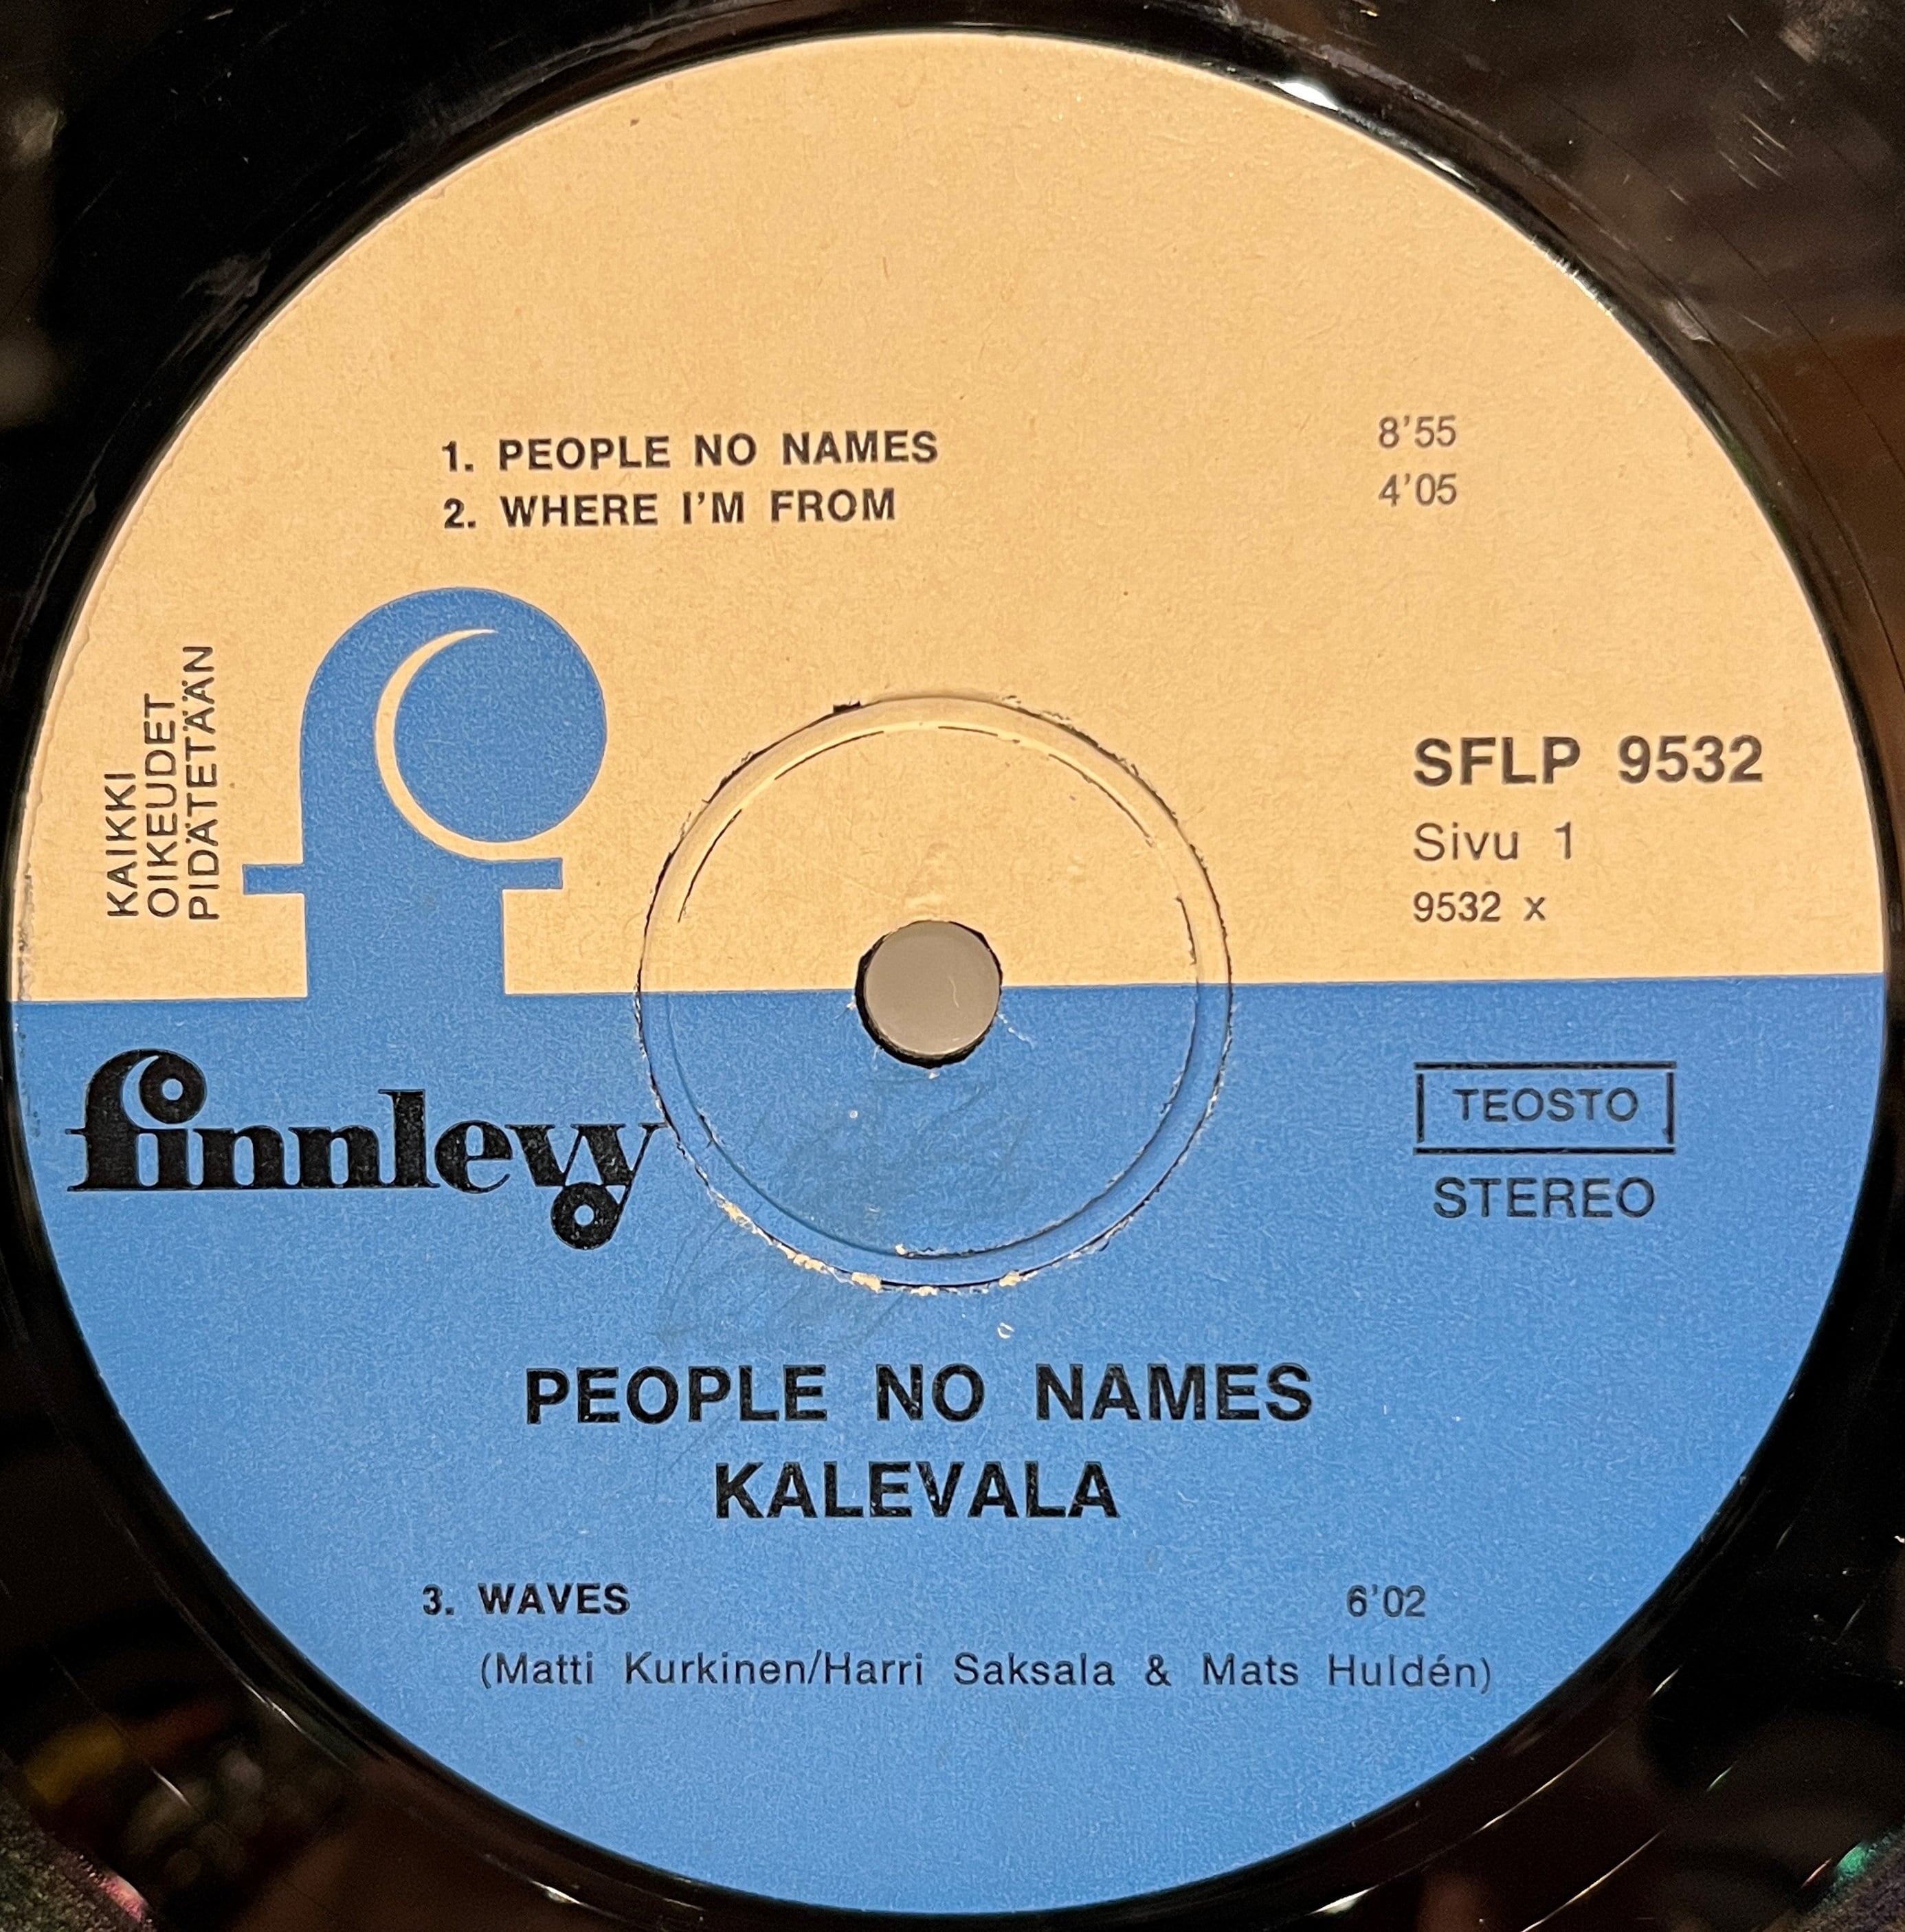 1. PEOPLE NO NAMES 8'55
2. WHERE I'M FROM 4'05
KAIKKI
OIKEUDET
PIDÄTETÄÄN
f
SFLP 9532
Sivu 1
9532 x
finnlevy
TEOSTO
STEREO
PEOPLE NO NAMES
KALEVALA
3. WAVES 6'02
(Matti Kurkinen/Harri Saksala & Mats Huldén)